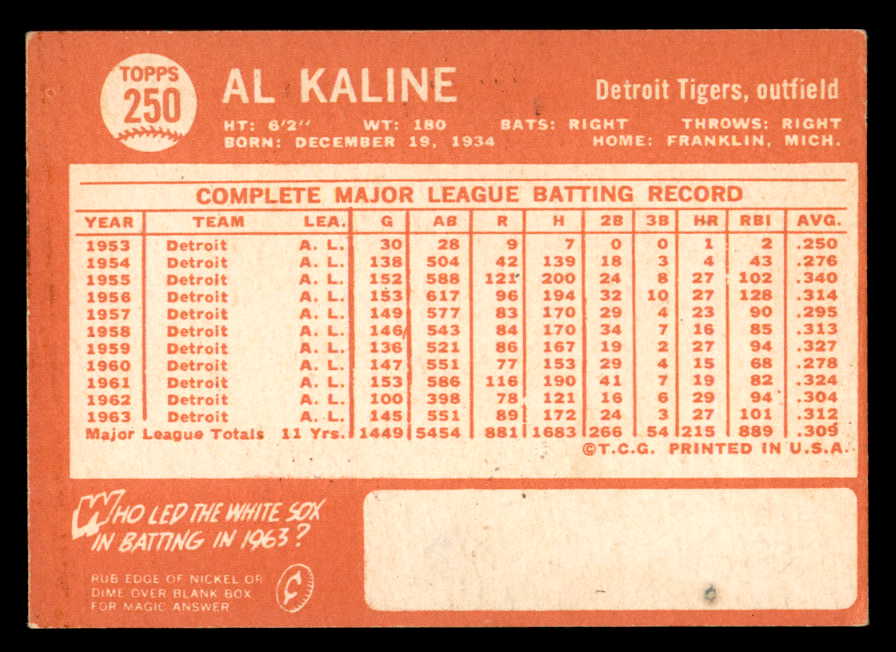 TOPPS
250
AL KALINE
Detroit Tigers, outfield
HT: 6'2" WT: 180 BATS: RIGHT THROWS: RIGHT
BORN: DECEMBER 19, 1934 HOME: FRANKLIN, MICH.
COMPLETE MAJOR LEAGUE BATTING RECORD
YEAR TEAM LEA. G AB R H 2B 3B HR RBI AVG.
1953 Detroit A. L. 30 28 9 7 0 0 1 2 .250
1954 Detroit A. L. 138 504 42 139 18 3 4 43 .276
1955 Detroit A. L. 152 588 121 200 24 8 27 102 .340
1956 Detroit A. L. 153 617 96 194 32 10 27 128 .314
1957 Detroit A. L. 149 577 83 170 29 4 23 90 .295
1958 Detroit A. L. 146 543 84 170 34 7 16 85 .313
1959 Detroit A. L. 136 521 86 167 19 2 27 94 .327
1960 Detroit A. L. 147 551 77 153 29 4 15 68 .278
1961 Detroit A. L. 153 586 116 190 41 7 19 82 .324
1962 Detroit A. L. 100 398 78 121 16 6 29 94 .304
1963 Detroit A. L. 145 551 89 172 24 3 27 101 .312
Major League Totals 11 Yrs. 1449 5454 881 1683 266 54 215 889 .309
©T.C.G. PRINTED IN U.S.A.
WHO LED THE WHITE SOX
IN BATTING IN 1963?
RUB EDGE OF NICKEL OR
DIME OVER BLANK BOX
FOR MAGIC ANSWER
¢